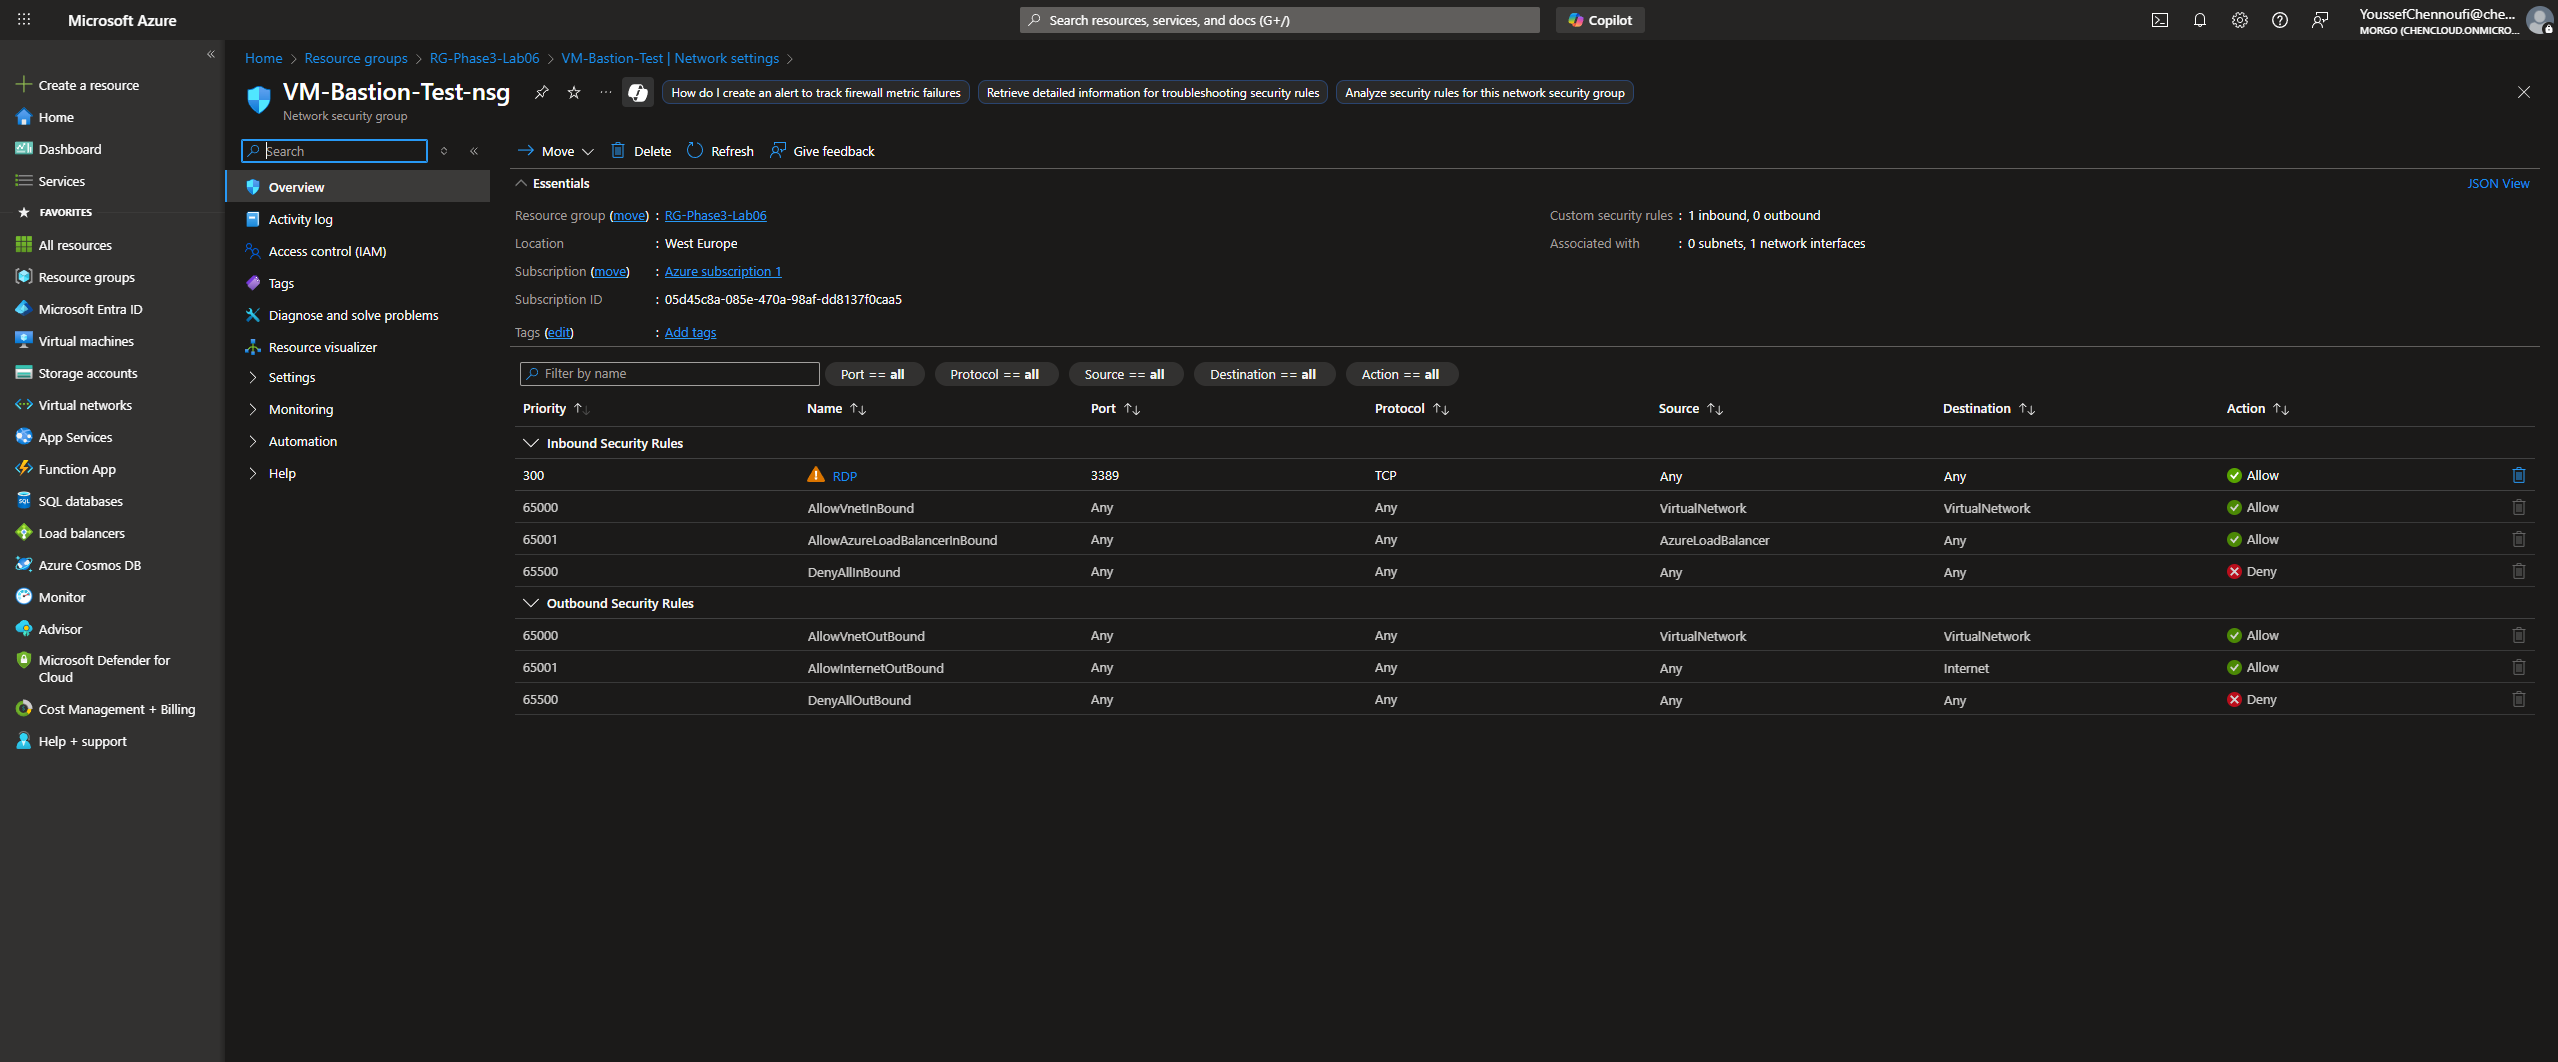 Microsoft Azure
Search resources, services, and docs (G+/)
Copilot
YoussefChennoufi@che...
MORGO (CHENCLOUD.ONMICRO...
Create a resource
Home
Dashboard
Services
FAVORITES
All resources
Resource groups
Microsoft Entra ID
Virtual machines
Storage accounts
Virtual networks
App Services
Function App
SQL databases
Load balancers
Azure Cosmos DB
Monitor
Advisor
Microsoft Defender for
Cloud
Cost Management + Billing
Help + support
Home > Resource groups > RG-Phase3-Lab06 > VM-Bastion-Test | Network settings >
VM-Bastion-Test-nsg
Network security group
How do I create an alert to track firewall metric failures
Retrieve detailed information for troubleshooting security rules
Analyze security rules for this network security group
Search
Overview
Activity log
Access control (IAM)
Tags
Diagnose and solve problems
Resource visualizer
Settings
Monitoring
Automation
Help
Move Delete Refresh Give feedback
Essentials
JSON View
Resource group (move) : RG-Phase3-Lab06
Location : West Europe
Subscription (move) : Azure subscription 1
Subscription ID : 05d45c8a-085e-470a-98af-dd8137f0caa5
Tags (edit) : Add tags
Custom security rules : 1 inbound, 0 outbound
Associated with : 0 subnets, 1 network interfaces
Filter by name Port == all Protocol == all Source == all Destination == all Action == all
Priority Name Port Protocol Source Destination Action
Inbound Security Rules
300 RDP 3389 TCP Any Any Allow
65000 AllowVnetInBound Any Any VirtualNetwork VirtualNetwork Allow
65001 AllowAzureLoadBalancerInBound Any Any AzureLoadBalancer Any Allow
65500 DenyAllInBound Any Any Any Any Deny
Outbound Security Rules
65000 AllowVnetOutBound Any Any VirtualNetwork VirtualNetwork Allow
65001 AllowInternetOutBound Any Any Any Internet Allow
65500 DenyAllOutBound Any Any Any Any Deny